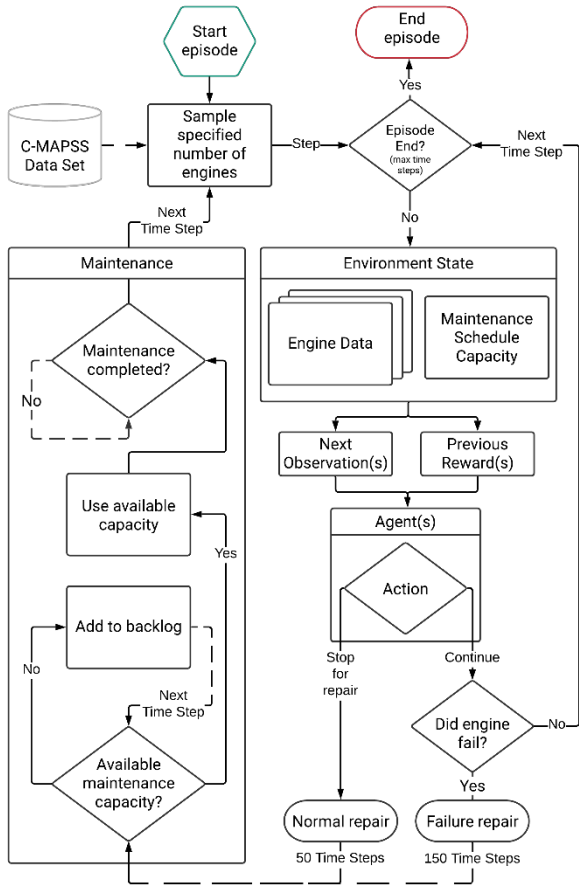 Start
episode
End
episode
C-MAPSS
Data Set
Sample
specified
number of
engines
Step
Yes
Episode
End?
(max time
steps)
Next
Time Step
No
Next
Time Step
Maintenance
Maintenance
completed?
No
Use available
capacity
Yes
Add to backlog
No
Next
Time Step
Available
maintenance
capacity?
Environment State
Engine Data
Maintenance
Schedule
Capacity
Next
Observation(s)
Previous
Reward(s)
Agent(s)
Action
Stop
for
repair
Continue
Did engine
fail?
No
Yes
Normal repair
Failure repair
50 Time Steps
150 Time Steps